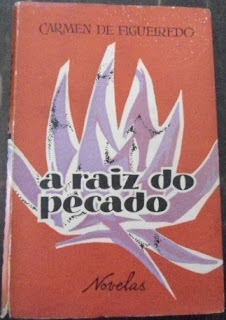 CARMEN DE FIGUEIREDO
a raiz do
pecado
Novelas